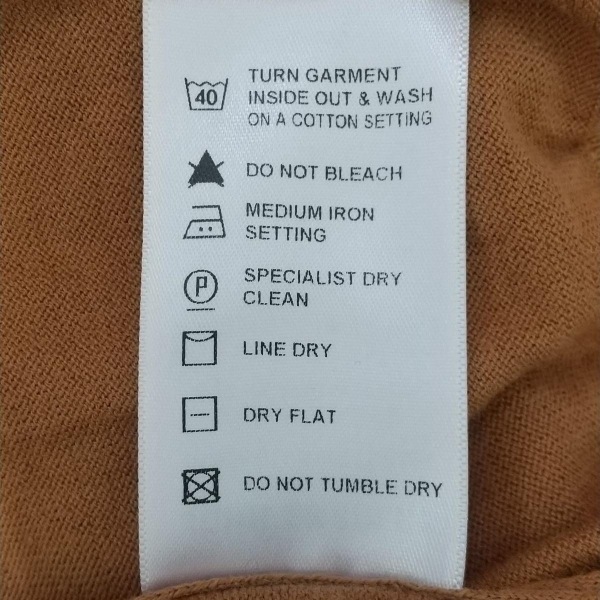 40
TURN GARMENT
INSIDE OUT & WASH
ON A COTTON SETTING
DO NOT BLEACH
MEDIUM IRON
SETTING
P
SPECIALIST DRY
CLEAN
LINE DRY
DRY FLAT
DO NOT TUMBLE DRY